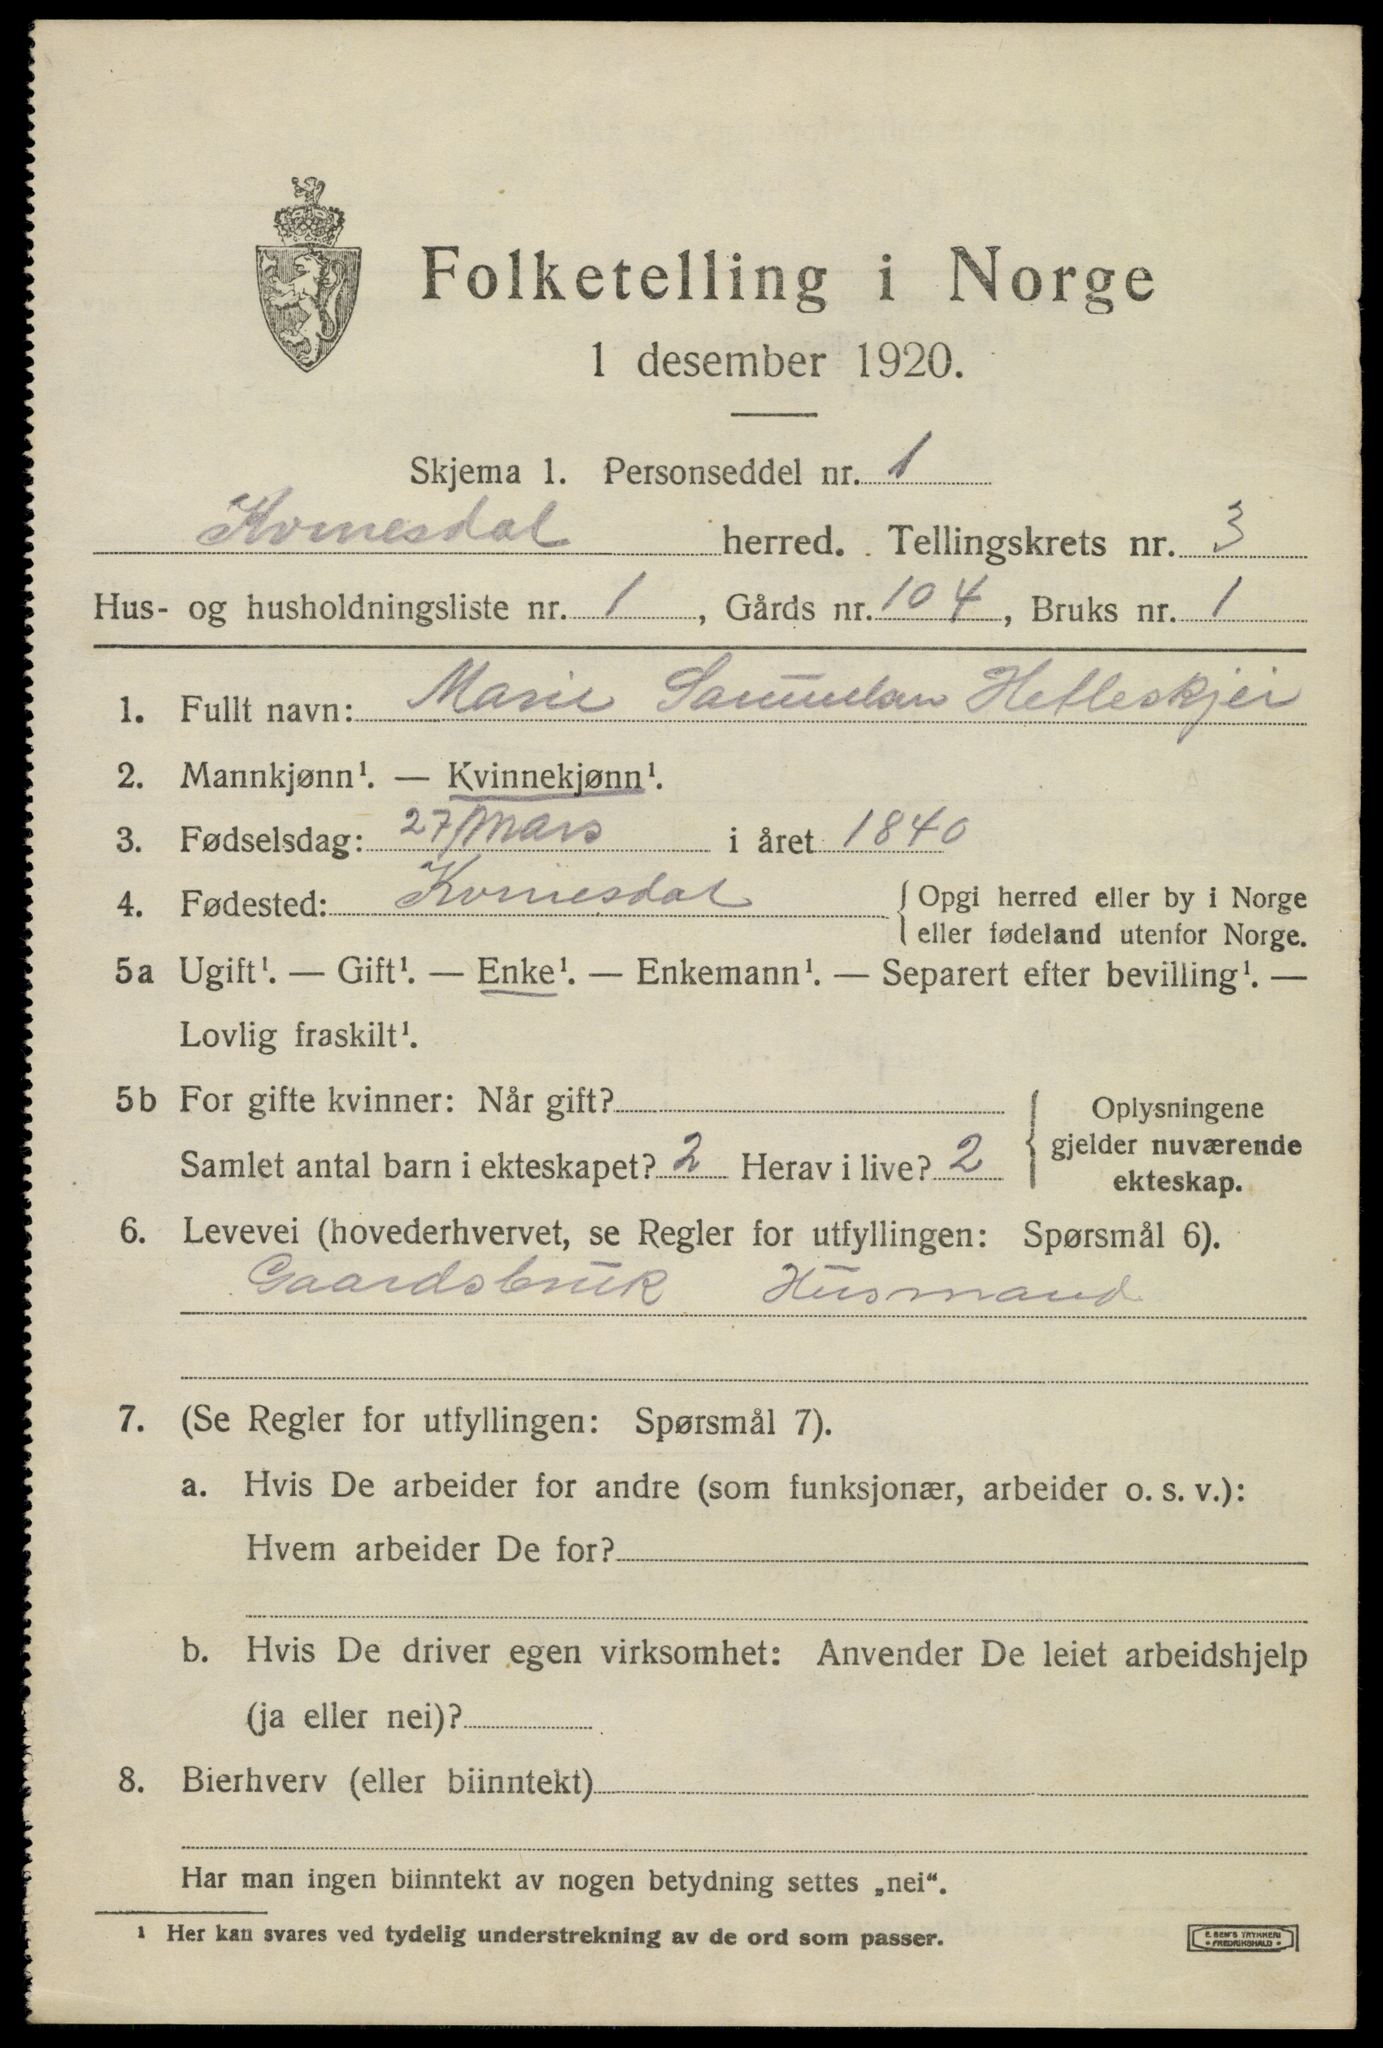 Folketelling i Norge
1 desember 1920.
Skjema 1. Personseddel nr. 1
Kvinesdal herred. Tellingskrets nr. 3
Hus- og husholdningsliste nr. 1, Gårds nr. 104, Bruks nr. 1
1. Fullt navn: Marie Samuelsen Hetleskjei
2. Mannkjønn¹. — Kvinnekjønn¹.
3. Fødselsdag: 27/Mars i året 1840
4. Fødested: Kvinesdal { Opgi herred eller by i Norge
eller fødeland utenfor Norge.
5a Ugift¹. — Gift¹. — Enke¹. — Enkemann¹. — Separert efter bevilling¹. —
Lovlig fraskilt¹.
5b For gifte kvinner: Når gift?
Samlet antal barn i ekteskapet? 2 Herav i live? 2
{ Oplysningene
gjelder nuværende
ekteskap.
6. Levevei (hovederhvervet, se Regler for utfyllingen: Spørsmål 6).
Gaardsbruk Husmand
7. (Se Regler for utfyllingen: Spørsmål 7).
a. Hvis De arbeider for andre (som funksjonær, arbeider o. s. v.):
Hvem arbeider De for?
b. Hvis De driver egen virksomhet: Anvender De leiet arbeidshjelp
(ja eller nei)?
8. Bierhverv (eller biinntekt)
Har man ingen biinntekt av nogen betydning settes „nei“.
¹ Her kan svares ved tydelig understrekning av de ord som passer.
E. SEM'S TRYKKERI
• FREDRIKSHALD •